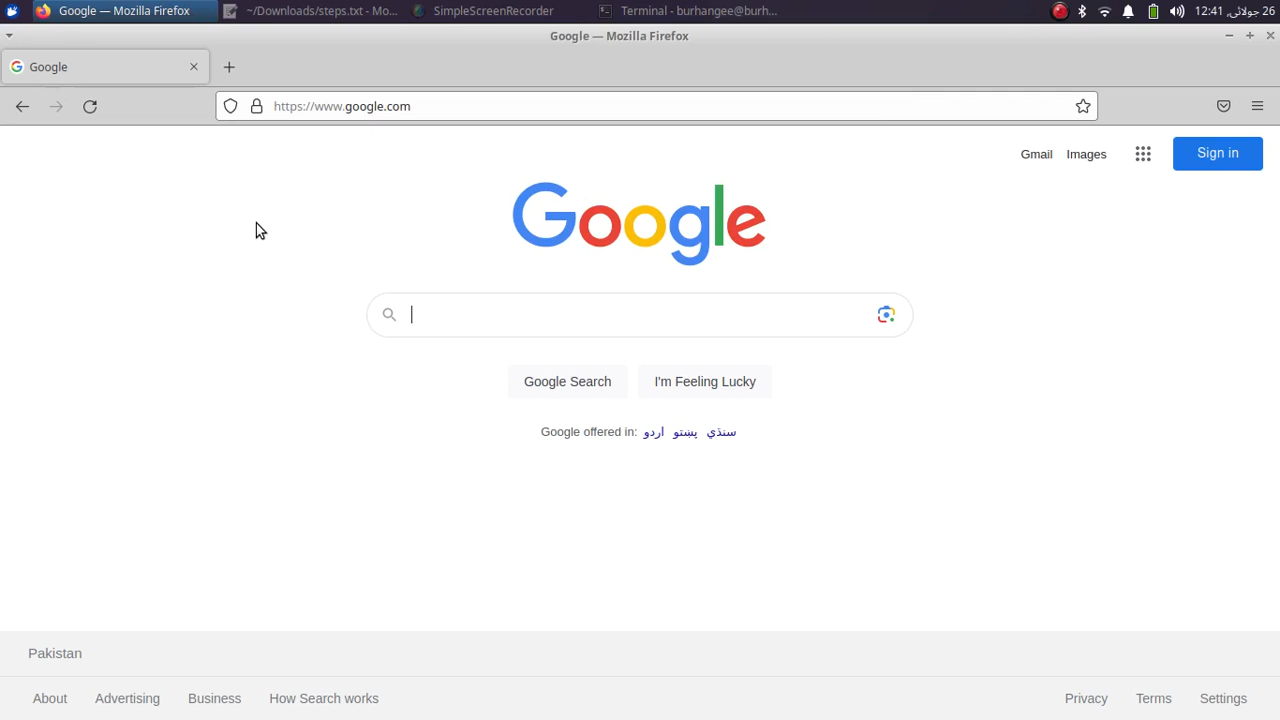 Google — Mozilla Firefox
~/Downloads/steps.txt - Mo...
SimpleScreenRecorder
Terminal - burhangee@burh...
26 جولائی, 12:41
Google — Mozilla Firefox
Google
https://www.google.com
Gmail
Images
Sign in
Google
Google Search
I'm Feeling Lucky
Google offered in: اردو پښتو سنڌي
Pakistan
About
Advertising
Business
How Search works
Privacy
Terms
Settings